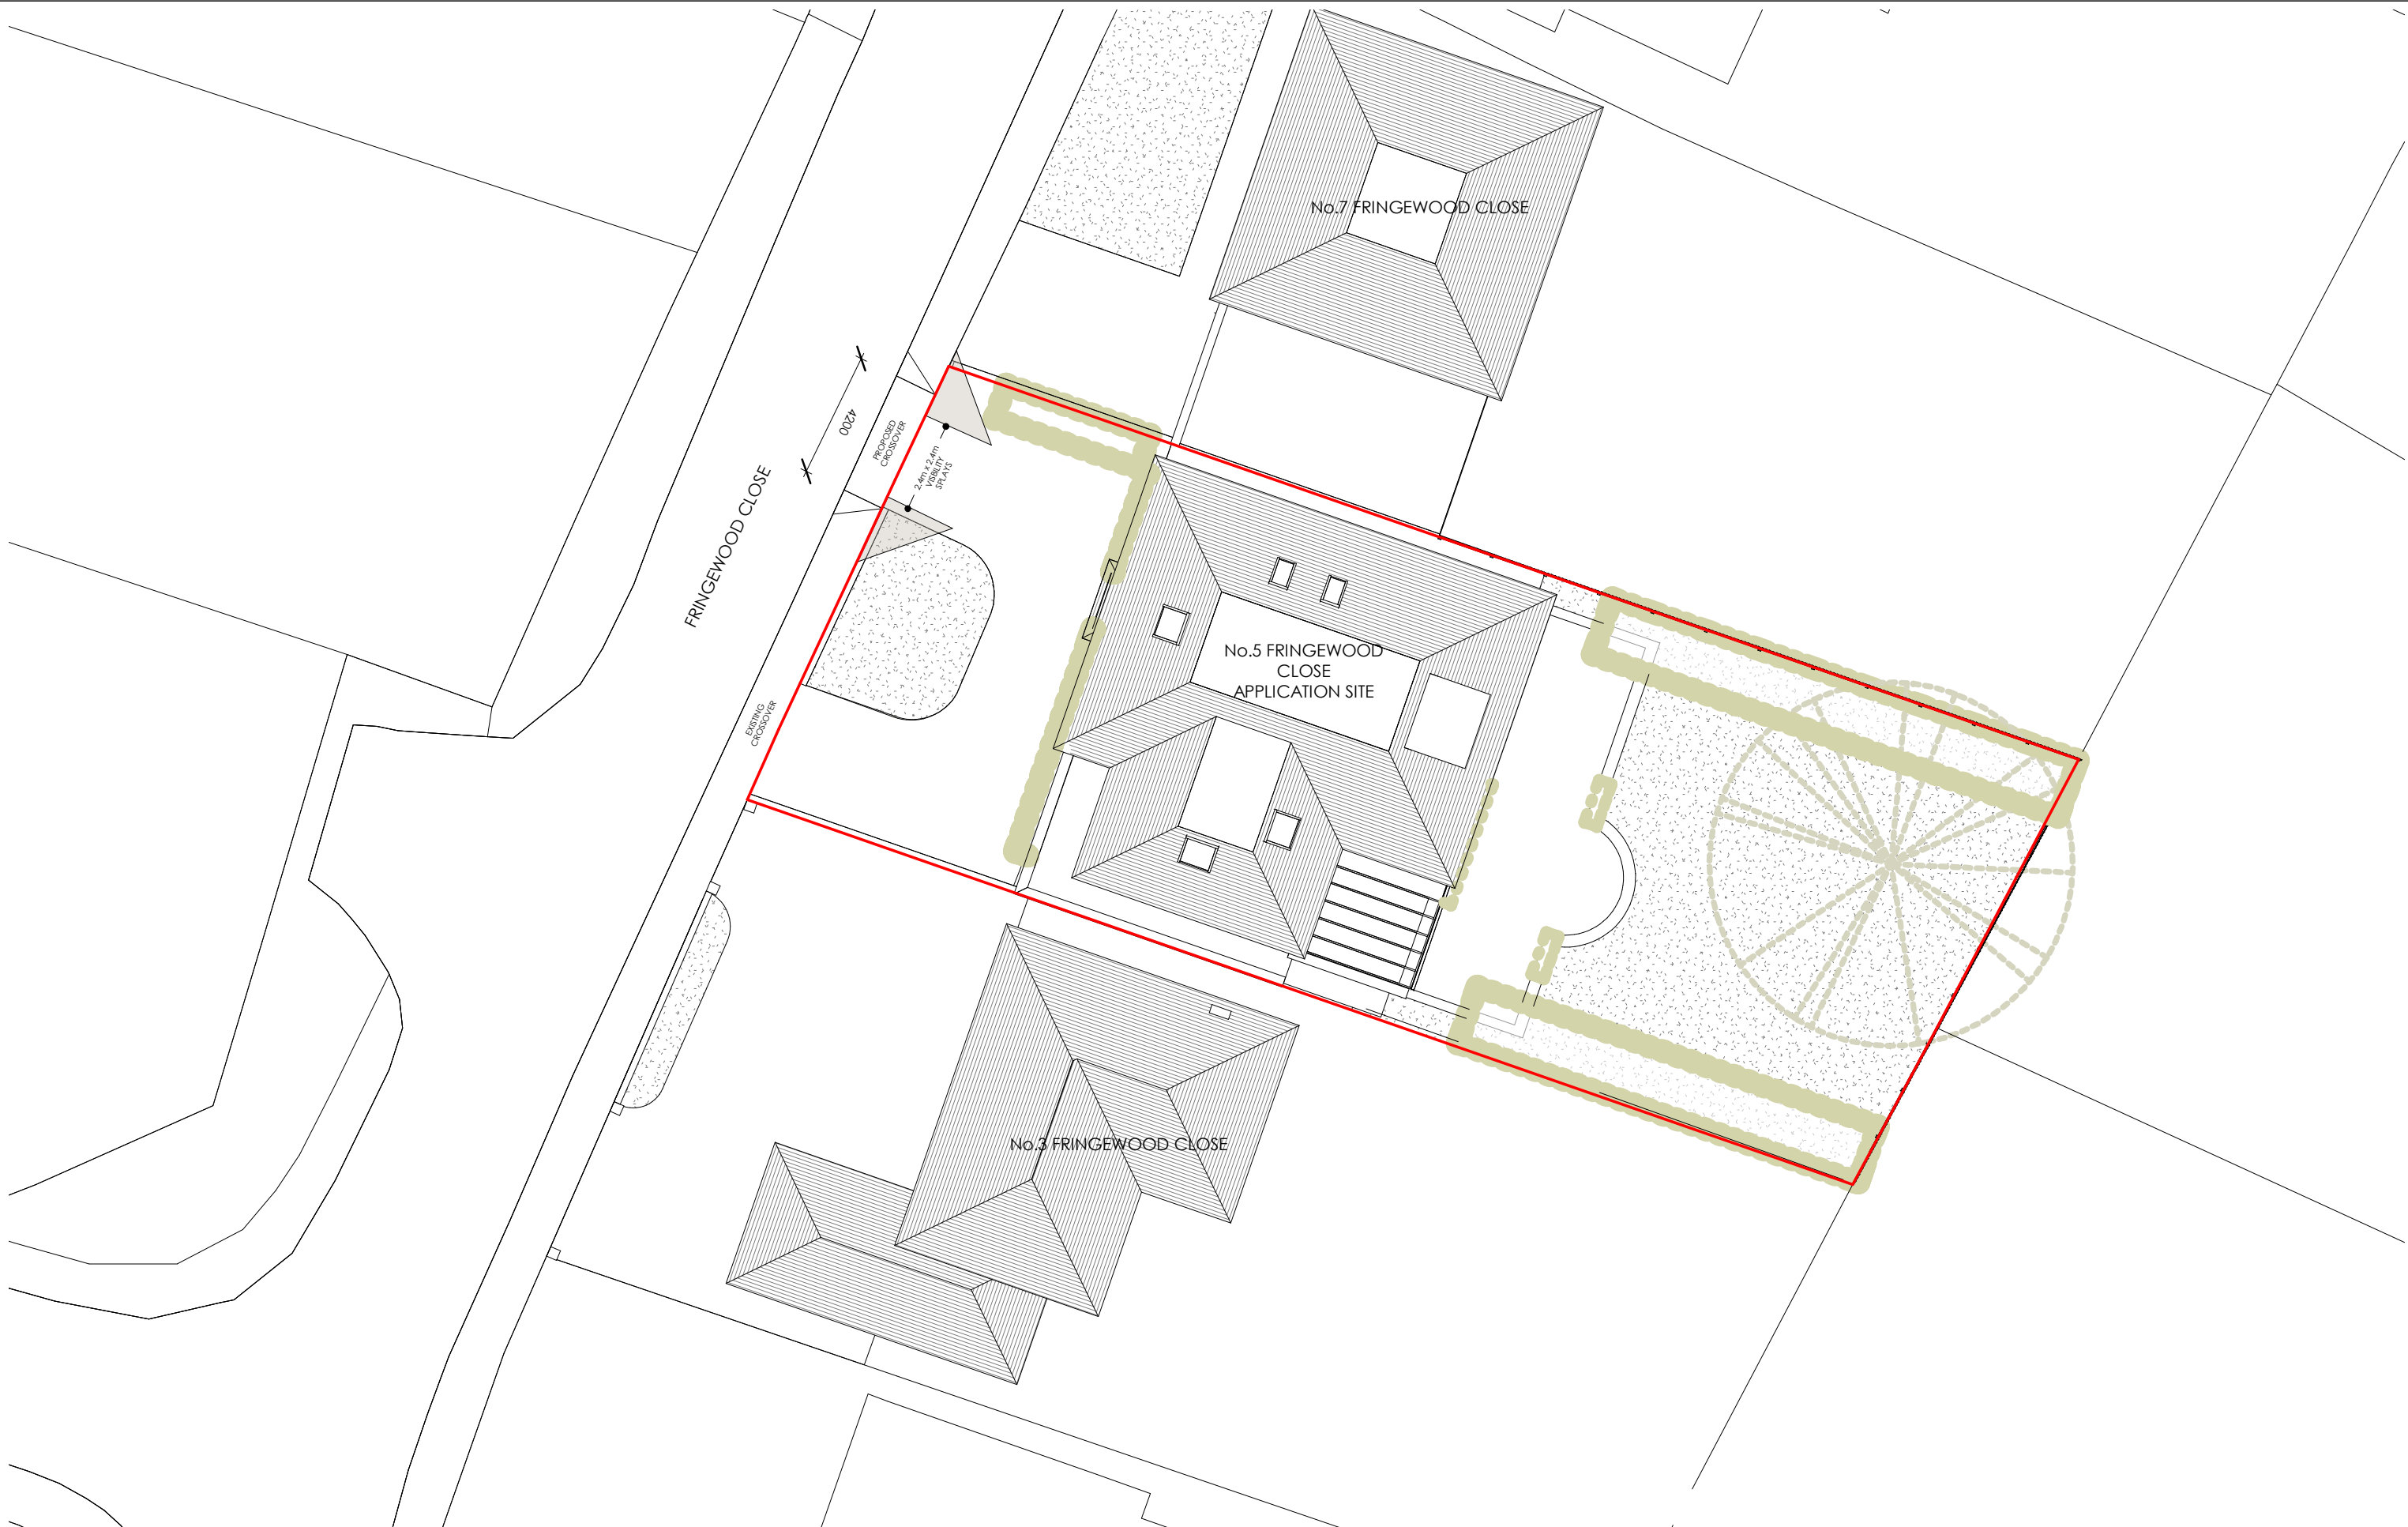 No.7 FRINGEWOOD CLOSE
4200
PROPOSED
CROSSOVER
2.4m x 2.4m
VISIBILITY
SPLAYS
FRINGEWOOD CLOSE
No.5 FRINGEWOOD
CLOSE
APPLICATION SITE
EXISTING
CROSSOVER
No.3 FRINGEWOOD CLOSE